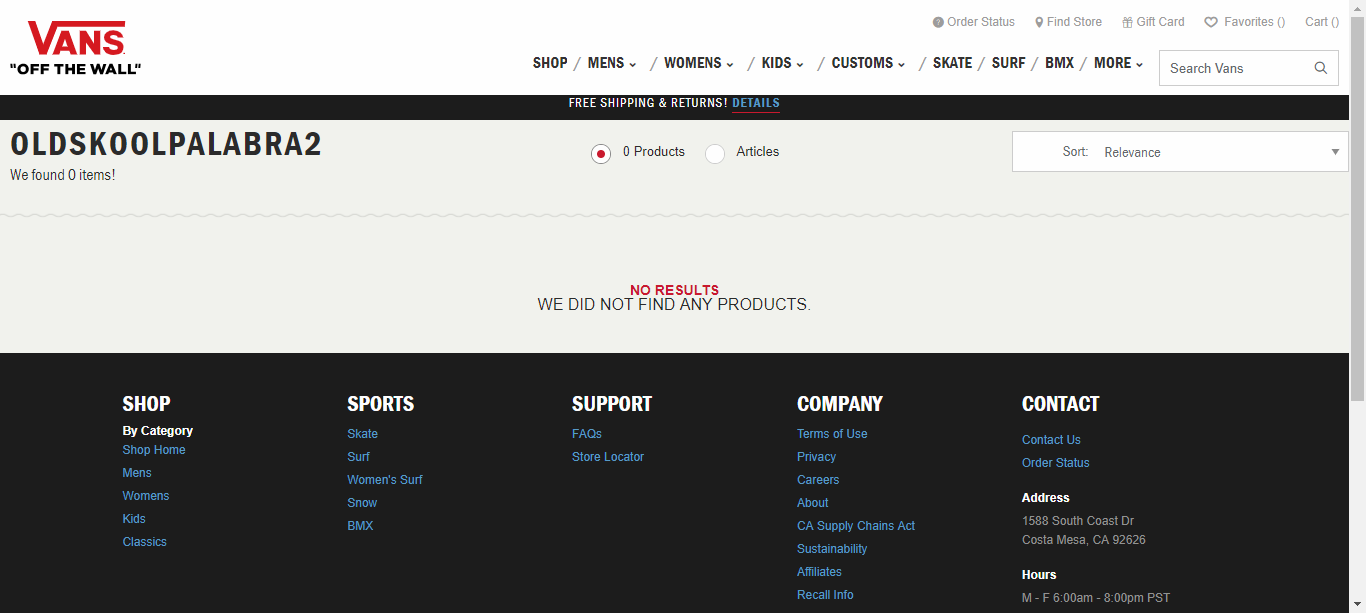 VANS
"OFF THE WALL"
Order Status Find Store Gift Card Favorites () Cart ()
SHOP / MENS / WOMENS / KIDS / CUSTOMS / SKATE / SURF / BMX / MORE
Search Vans
FREE SHIPPING & RETURNS! DETAILS
OLDSKOOLPALABRA2
We found 0 items!
0 Products Articles
Sort: Relevance
NO RESULTS
WE DID NOT FIND ANY PRODUCTS.
SHOP
By Category
Shop Home
Mens
Womens
Kids
Classics
SPORTS
Skate
Surf
Women's Surf
Snow
BMX
SUPPORT
FAQs
Store Locator
COMPANY
Terms of Use
Privacy
Careers
About
CA Supply Chains Act
Sustainability
Affiliates
Recall Info
CONTACT
Contact Us
Order Status
Address
1588 South Coast Dr
Costa Mesa, CA 92626
Hours
M - F 6:00am - 8:00pm PST